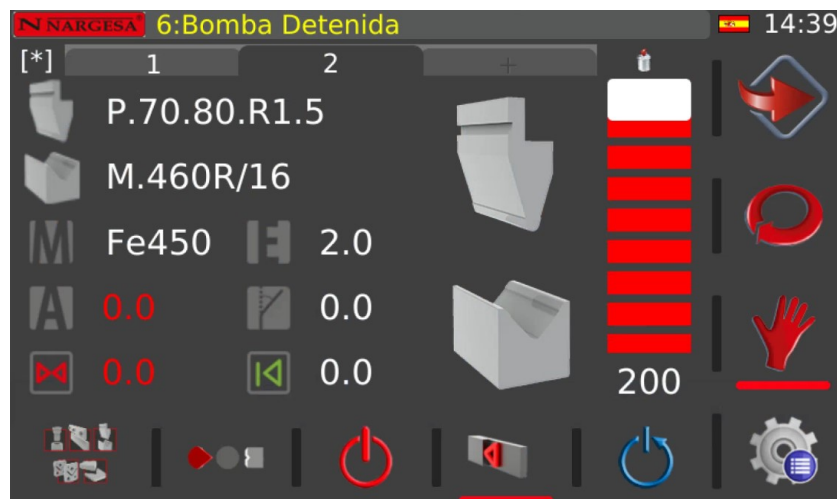 NARGESA 6:Bomba Detenida 14:39
[*] 1 2 +
P.70.80.R1.5
M.460R/16
M Fe450 E 2.0
A 0.0 0.0
0.0 0.0
200